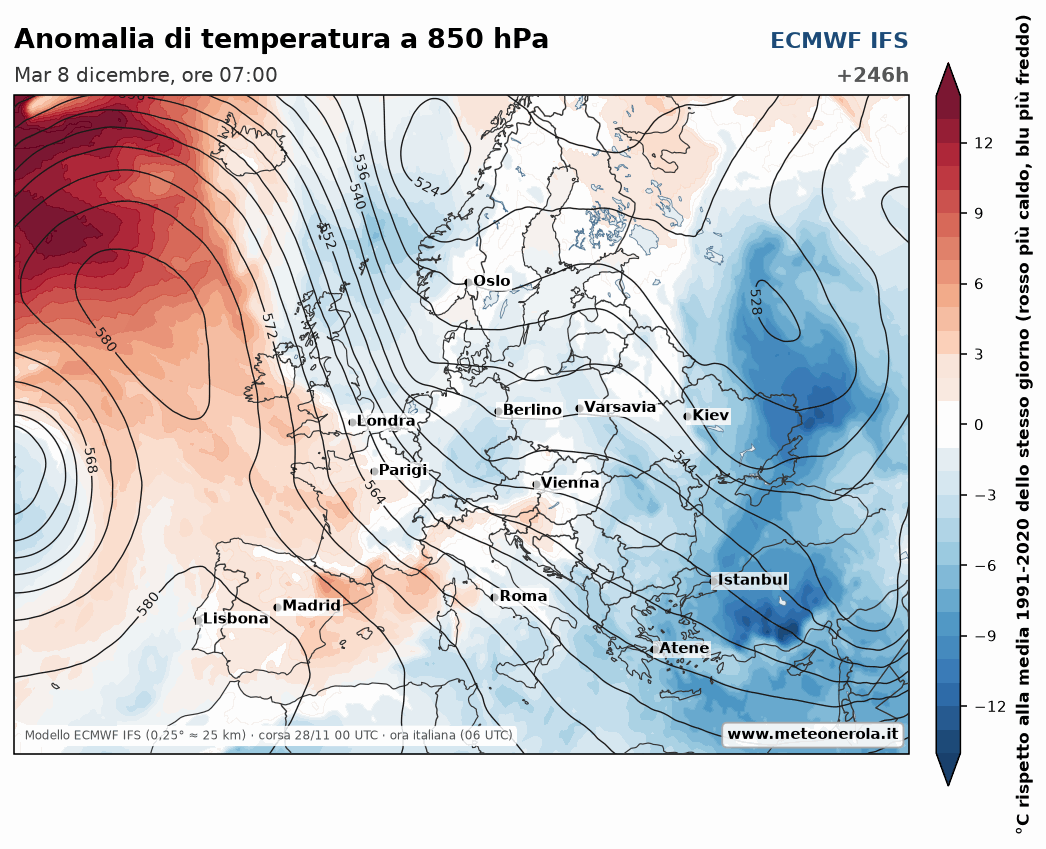 Anomalia di temperatura a 850 hPa
ECMWF IFS
Mar 8 dicembre, ore 07:00
+246h
536
524
540
552
528
580
572
Oslo
Londra
Berlino
Varsavia
Kiev
568
Parigi
544
Vienna
564
580
Istanbul
Madrid
Roma
Lisbona
Atene
Modello ECMWF IFS (0,25° ≈ 25 km) · corsa 28/11 00 UTC · ora italiana (06 UTC)
www.meteonerola.it
12
9
6
3
0
−3
−6
−9
−12
°C rispetto alla media 1991-2020 dello stesso giorno (rosso più caldo, blu più freddo)